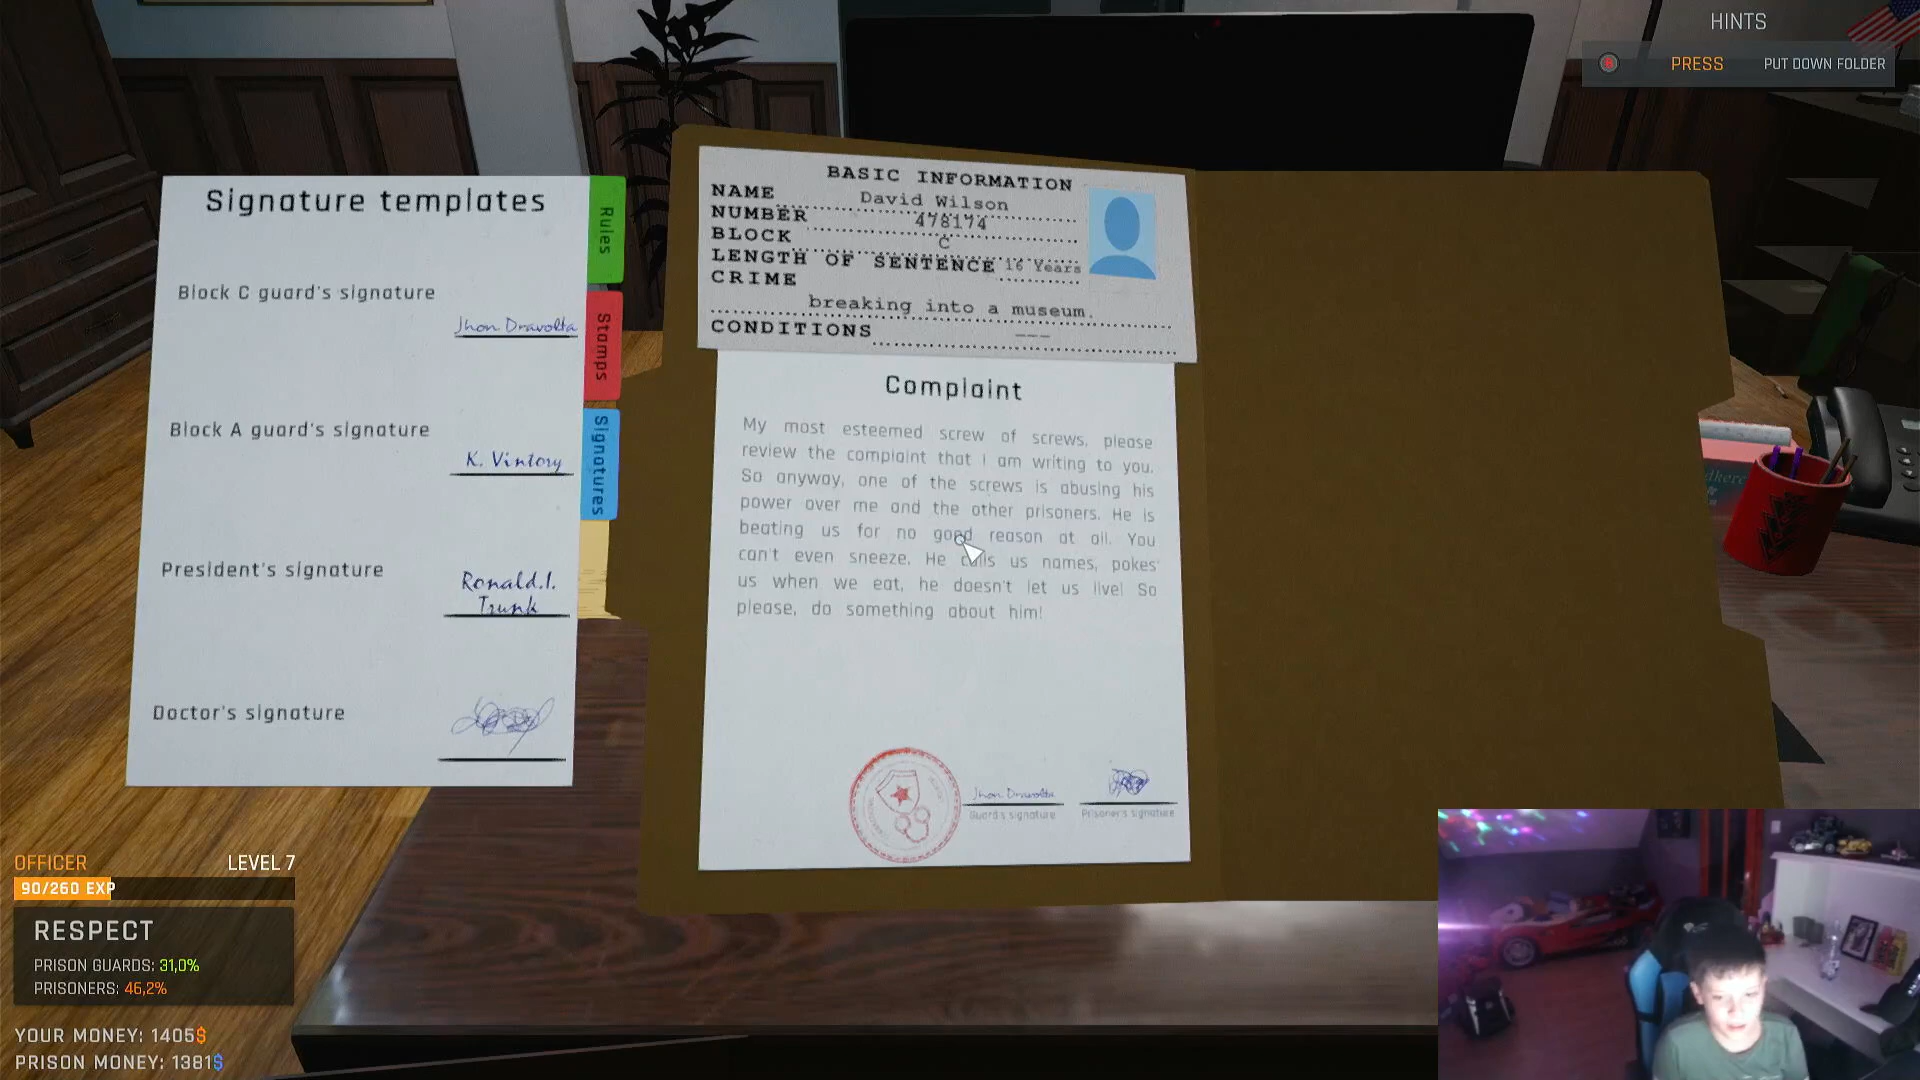 HINTS
PRESS PUT DOWN FOLDER
Signature templates
Block C guard's signature
Jhon Dravolta
Block A guard's signature
K. Vintory
President's signature
Ronald.I.
Trunk
Doctor's signature
Rules
Stamps
Signatures
BASIC INFORMATION
NAME David Wilson
NUMBER 478174
BLOCK C
LENGTH OF SENTENCE 16 Years
CRIME
breaking into a museum.
CONDITIONS ---
Complaint
My most esteemed screw of screws, please
review the complaint that I am writing to you.
So anyway, one of the screws is abusing his
power over me and the other prisoners. He is
beating us for no good reason at all. You
can't even sneeze. He calls us names, pokes
us when we eat, he doesn't let us live! So
please, do something about him!
Jhon Dravolta
Guard's signature
Prisoner's signature
OFFICER LEVEL 7
90/260 EXP
RESPECT
PRISON GUARDS: 31,0%
PRISONERS: 46,2%
YOUR MONEY: 1405$
PRISON MONEY: 1381$